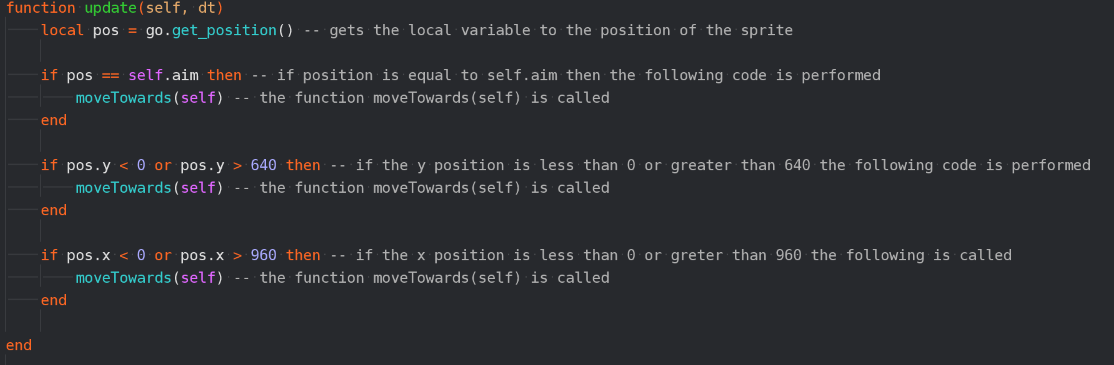 function update(self, dt)
    local pos = go.get_position() -- gets the local variable to the position of the sprite
    if pos == self.aim then -- if position is equal to self.aim then the following code is performed
        moveTowards(self) -- the function moveTowards(self) is called
    end
    if pos.y < 0 or pos.y > 640 then -- if the y position is less than 0 or greater than 640 the following code is performed
        moveTowards(self) -- the function moveTowards(self) is called
    end
    if pos.x < 0 or pos.x > 960 then -- if the x position is less than 0 or greter than 960 the following is called
        moveTowards(self) -- the function moveTowards(self) is called
    end
end